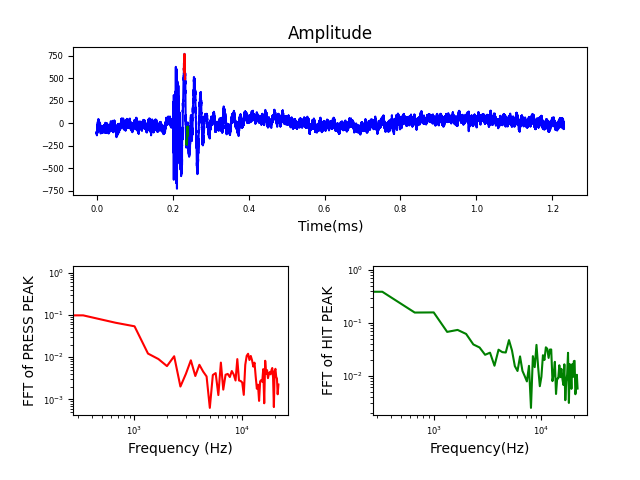 Amplitude
750
500
250
0
−250
−500
−750
0.0 0.2 0.4 0.6 0.8 1.0 1.2
Time(ms)
FFT of PRESS PEAK
10⁰
10⁻¹
10⁻²
10⁻³
10³ 10⁴
Frequency (Hz)
FFT of HIT PEAK
10⁰
10⁻¹
10⁻²
10³ 10⁴
Frequency(Hz)